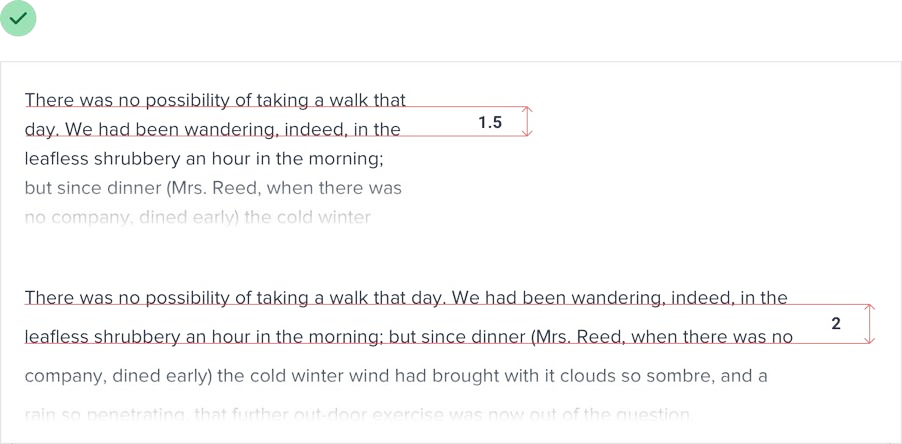 There was no possibility of taking a walk that
day. We had been wandering, indeed, in the
1.5
leafless shrubbery an hour in the morning;
but since dinner (Mrs. Reed, when there was
no company, dined early) the cold winter
There was no possibility of taking a walk that day. We had been wandering, indeed, in the
leafless shrubbery an hour in the morning; but since dinner (Mrs. Reed, when there was no
2
company, dined early) the cold winter wind had brought with it clouds so sombre, and a
rain so penetrating, that further out-door exercise was now out of the question.